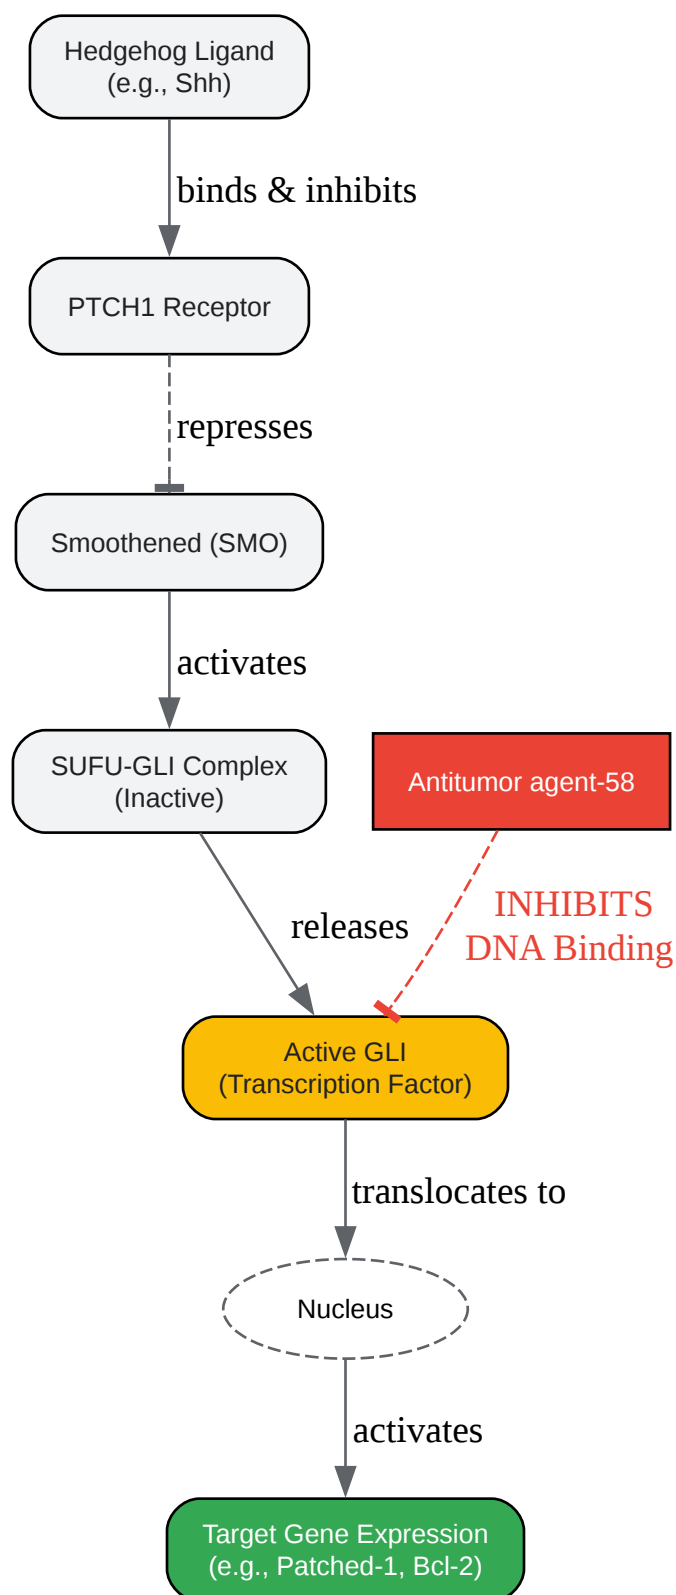 Hedgehog Ligand
(e.g., Shh)
binds & inhibits
PTCH1 Receptor
represses
Smoothened (SMO)
activates
SUFU-GLI Complex
(Inactive)
Antitumor agent-58
releases
INHIBITS
DNA Binding
Active GLI
(Transcription Factor)
translocates to
Nucleus
activates
Target Gene Expression
(e.g., Patched-1, Bcl-2)